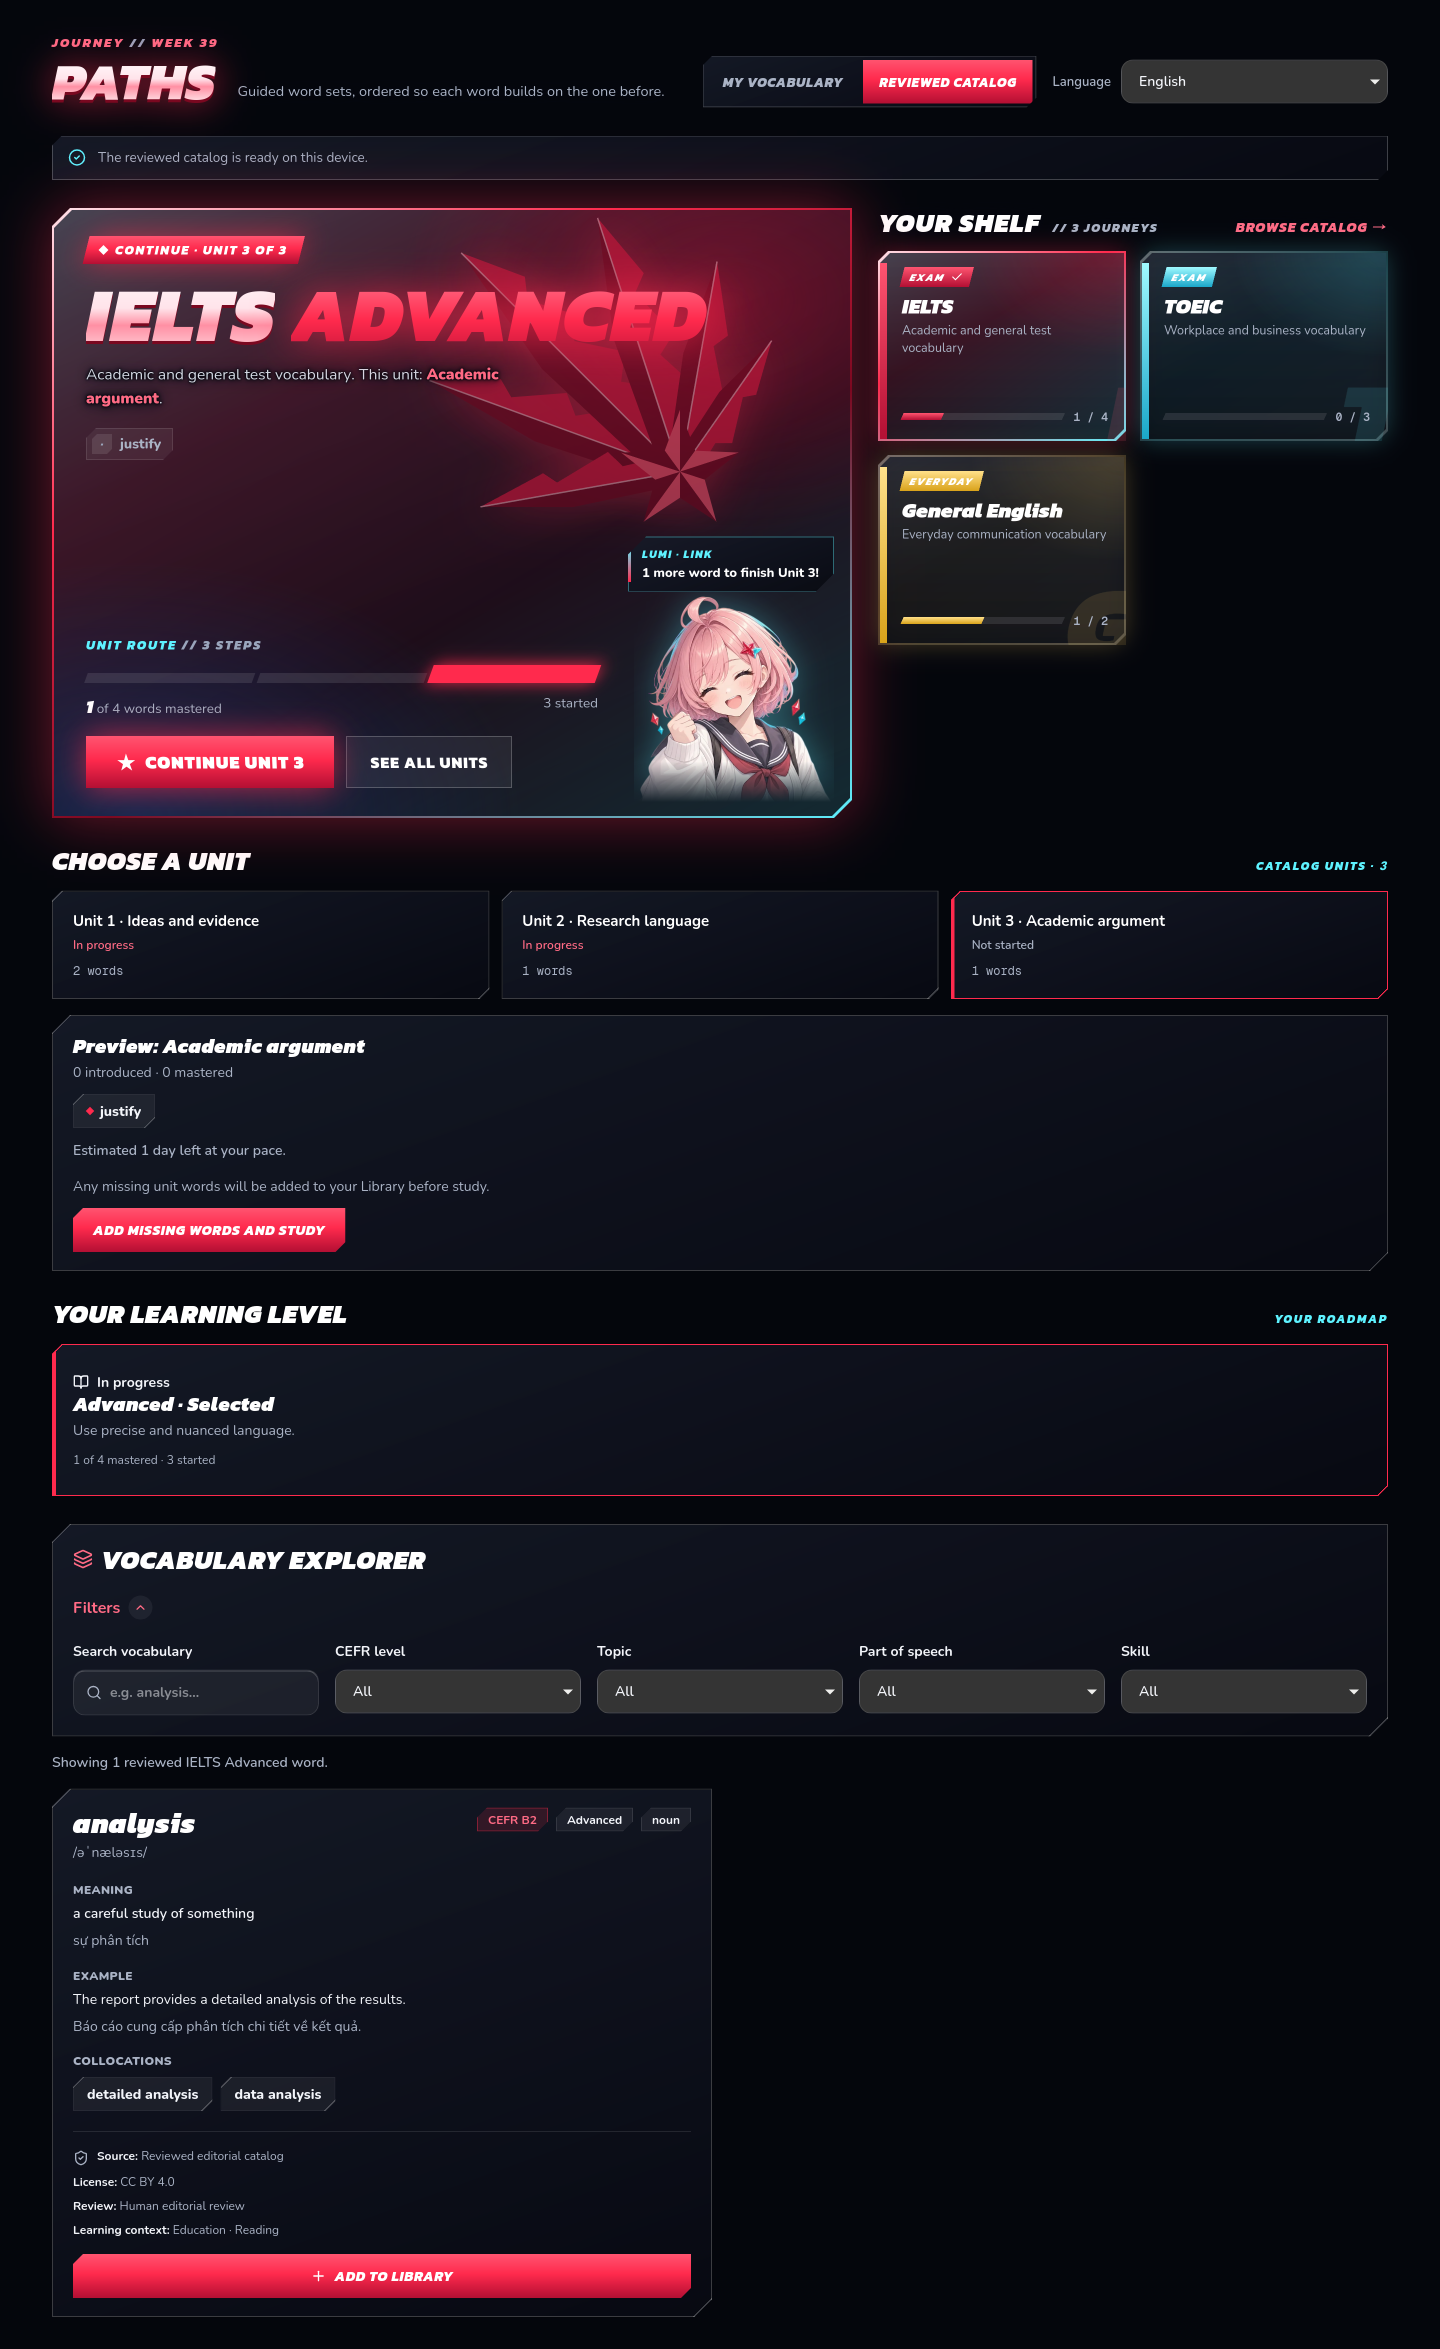 JOURNEY // WEEK 39
PATHS
Guided word sets, ordered so each word builds on the one before.
MY VOCABULARY
REVIEWED CATALOG
Language
English
The reviewed catalog is ready on this device.
◆ CONTINUE · UNIT 3 OF 3
IELTS ADVANCED
Academic and general test vocabulary. This unit: Academic
argument.
· justify
LUMI · LINK
1 more word to finish Unit 3!
UNIT ROUTE // 3 STEPS
1 of 4 words mastered
3 started
★ CONTINUE UNIT 3
SEE ALL UNITS
YOUR SHELF // 3 JOURNEYS
BROWSE CATALOG →
EXAM ✓
IELTS
Academic and general test
vocabulary
1 / 4
EXAM
TOEIC
Workplace and business vocabulary
0 / 3
EVERYDAY
General English
Everyday communication vocabulary
1 / 2
CHOOSE A UNIT
CATALOG UNITS · 3
Unit 1 · Ideas and evidence
In progress
2 words
Unit 2 · Research language
In progress
1 words
Unit 3 · Academic argument
Not started
1 words
Preview: Academic argument
0 introduced · 0 mastered
◆ justify
Estimated 1 day left at your pace.
Any missing unit words will be added to your Library before study.
ADD MISSING WORDS AND STUDY
YOUR LEARNING LEVEL
YOUR ROADMAP
In progress
Advanced · Selected
Use precise and nuanced language.
1 of 4 mastered · 3 started
VOCABULARY EXPLORER
Filters
Search vocabulary
e.g. analysis...
CEFR level
All
Topic
All
Part of speech
All
Skill
All
Showing 1 reviewed IELTS Advanced word.
analysis
CEFR B2
Advanced
noun
/əˈnæləsɪs/
MEANING
a careful study of something
sự phân tích
EXAMPLE
The report provides a detailed analysis of the results.
Báo cáo cung cấp phân tích chi tiết về kết quả.
COLLOCATIONS
detailed analysis
data analysis
Source: Reviewed editorial catalog
License: CC BY 4.0
Review: Human editorial review
Learning context: Education · Reading
+ ADD TO LIBRARY